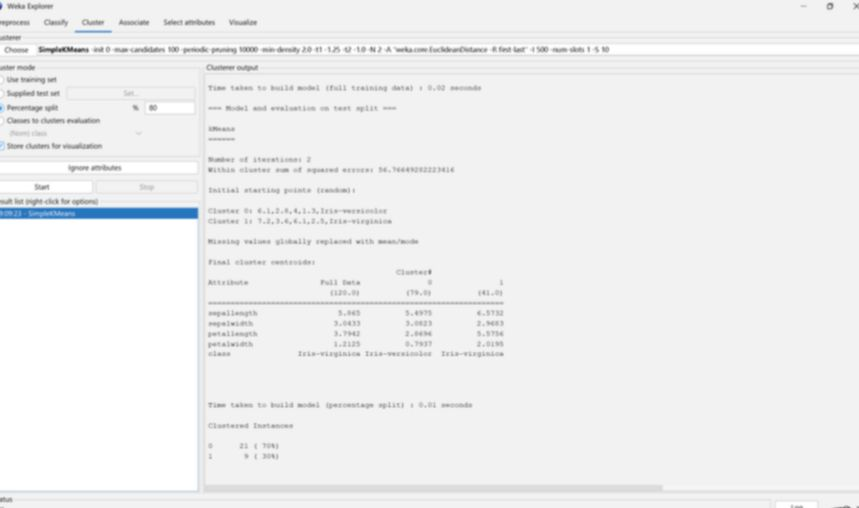 Weka Explorer
reprocess Classify Cluster Associate Select attributes Visualize
usterer
Choose SimpleKMeans -init 0 -max-candidates 100 -periodic-pruning 10000 -min-density 2.0 -t1 -1.25 -t2 -1.0 -N 2 -A "weka.core.EuclideanDistance -R first-last" -I 500 -num-slots 1 -S 10
uster mode
Use training set
Supplied test set Set...
Percentage split % 80
Classes to clusters evaluation
(Nom) class
Store clusters for visualization
Ignore attributes
Start Stop
sult list (right-click for options)
9:09:23 - SimpleKMeans
Clusterer output
Time taken to build model (full training data) : 0.02 seconds
=== Model and evaluation on test split ===
kMeans
======
Number of iterations: 2
Within cluster sum of squared errors:
Initial starting points (random):
Cluster 0: 6.1,2.8,4,1.3,Iris-versicolor
Cluster 1: 7.2,3.6,6.1,2.5,Iris-virginica
Missing values globally replaced with mean/mode
Final cluster centroids:
Cluster#
Attribute Full Data 0 1
(120.0) (79.0) (41.0)
sepallength 5.865 5.4975 6.5732
sepalwidth 3.0433 3.0823 2.9683
petallength 3.7942 2.8696 5.5756
petalwidth 1.2125 0.7937 2.0195
class Iris-virginica Iris-versicolor Iris-virginica
Time taken to build model (percentage split) : 0.01 seconds
Clustered Instances
0 21 ( 70%)
1 9 ( 30%)
atus
Log